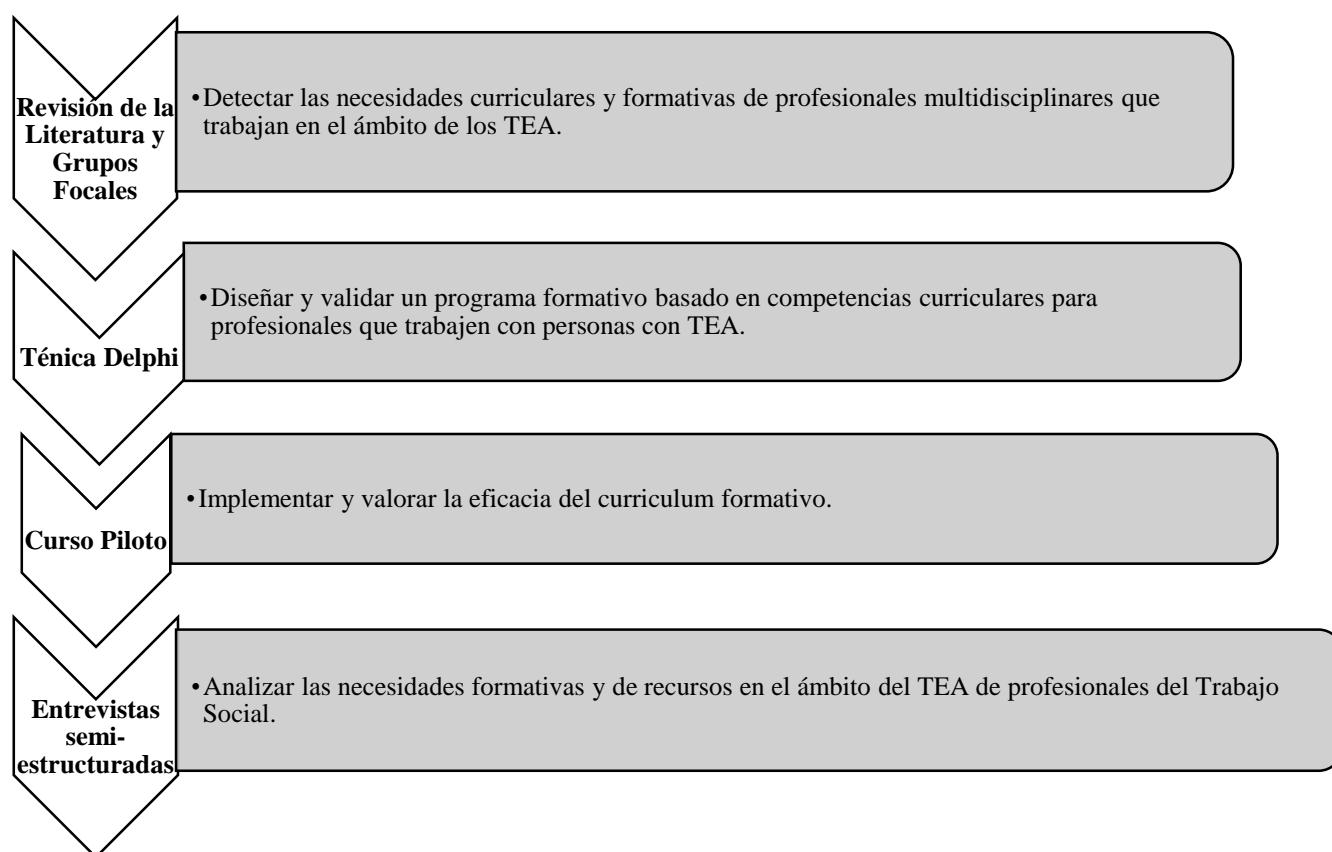 Revisión de la
Literatura y
Grupos
Focales
•Detectar las necesidades curriculares y formativas de profesionales multidisciplinares que
trabajan en el ámbito de los TEA.
Ténica Delphi
•Diseñar y validar un programa formativo basado en competencias curriculares para
profesionales que trabajen con personas con TEA.
Curso Piloto
•Implementar y valorar la eficacia del curriculum formativo.
Entrevistas
semi-
estructuradas
•Analizar las necesidades formativas y de recursos en el ámbito del TEA de profesionales del Trabajo
Social.